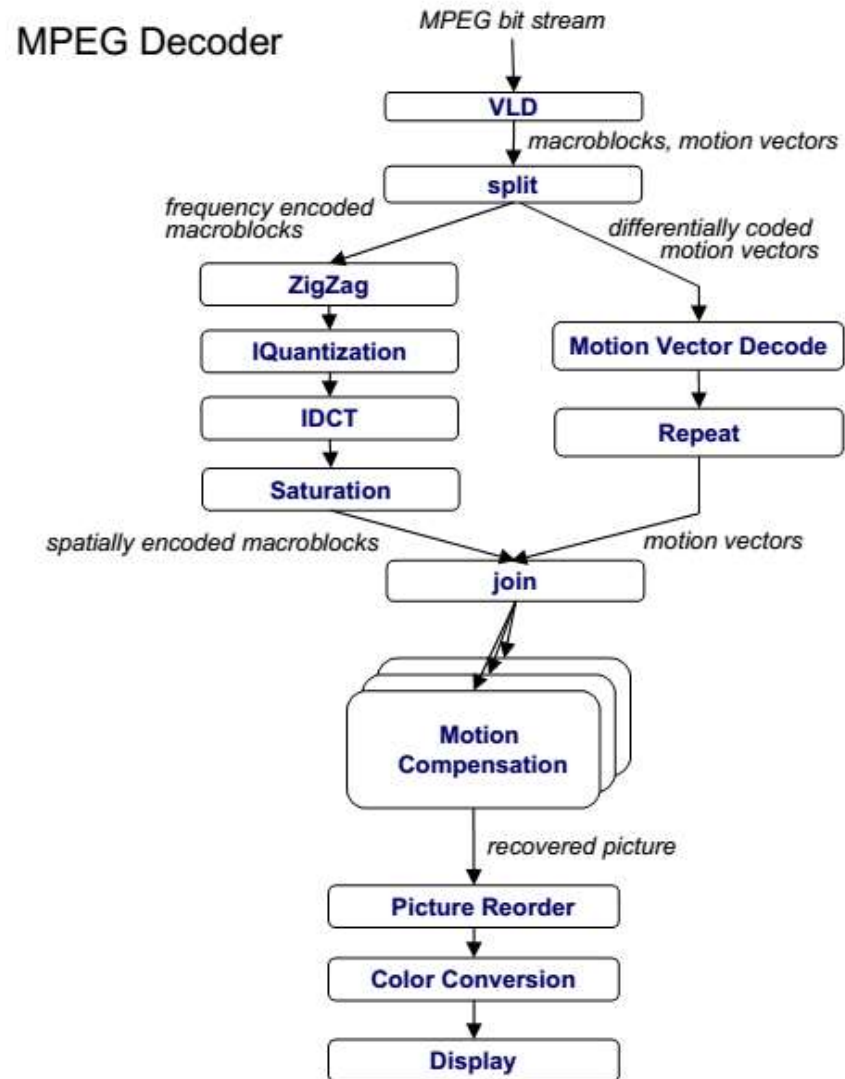 MPEG Decoder
MPEG bit stream
VLD
macroblocks, motion vectors
split
frequency encoded
macroblocks
differentially coded
motion vectors
ZigZag
IQuantization
Motion Vector Decode
IDCT
Repeat
Saturation
spatially encoded macroblocks
motion vectors
join
Motion
Compensation
recovered picture
Picture Reorder
Color Conversion
Display